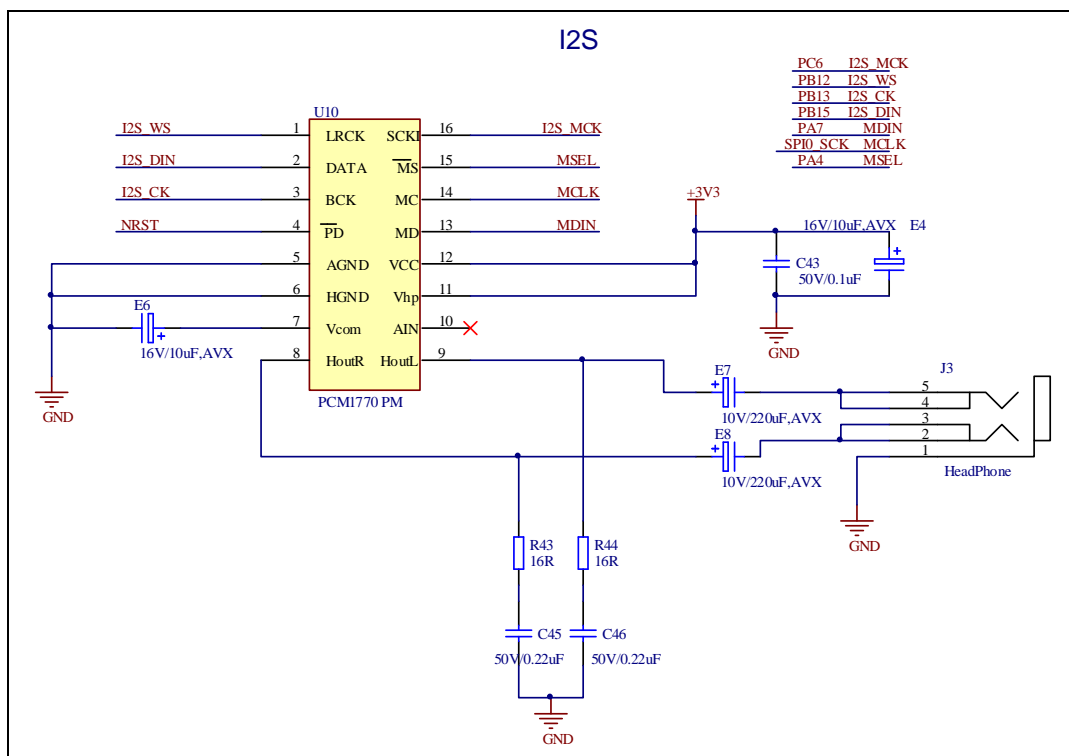 I2S
PC6 I2S_MCK
PB12 I2S_WS
PB13 I2S_CK
PB15 I2S_DIN
PA7 MDIN
SPI0_SCK MCLK
PA4 MSEL
U10
I2S_WS 1 LRCK SCKI 16 I2S_MCK
I2S_DIN 2 DATA MS 15 MSEL
I2S_CK 3 BCK MC 14 MCLK
NRST 4 PD MD 13 MDIN
5 AGND VCC 12
6 HGND Vhp 11
7 Vcom AIN 10
8 HoutR HoutL 9
PCM1770 PM
E6
16V/10uF,AVX
GND
+3V3
16V/10uF,AVX E4
C43
50V/0.1uF
GND
E7
10V/220uF,AVX
E8
10V/220uF,AVX
J3
5
4
3
2
1
HeadPhone
GND
R43
16R
R44
16R
C45
50V/0.22uF
C46
50V/0.22uF
GND